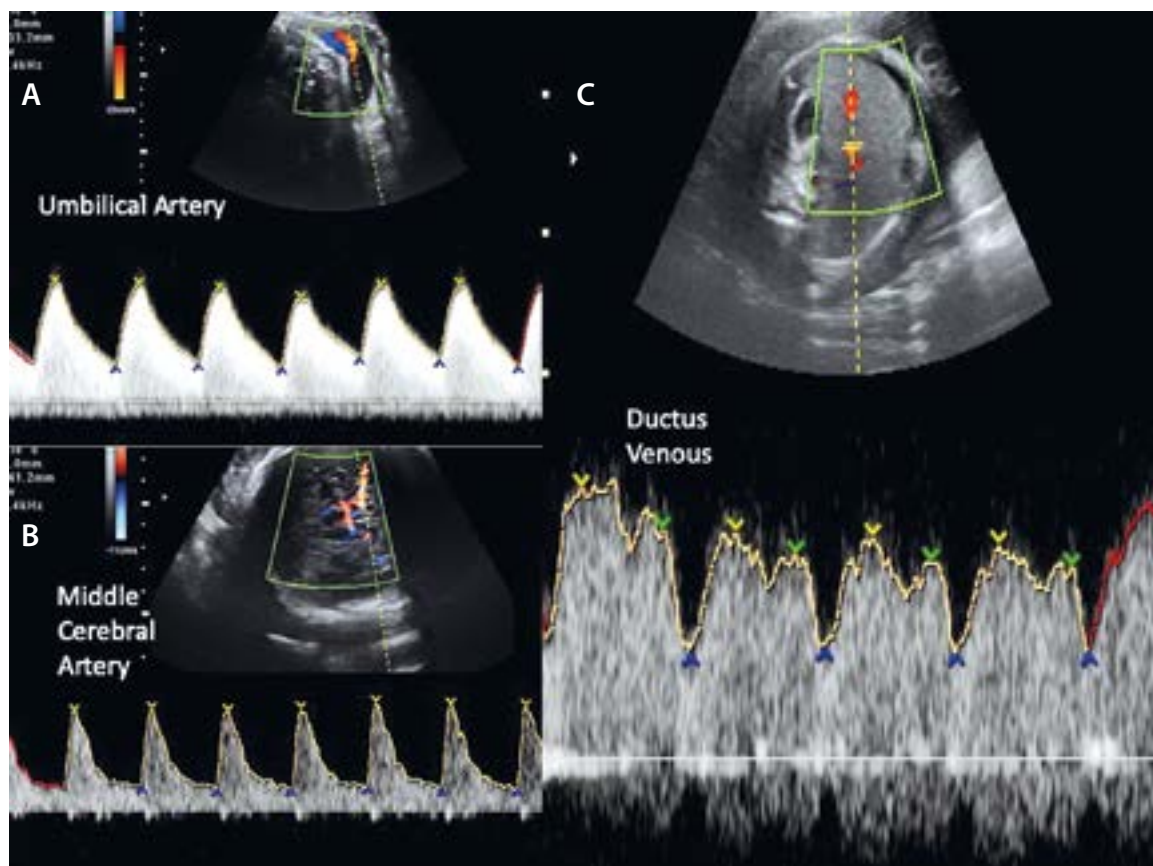 A
Umbilical Artery
B
Middle
Cerebral
Artery
C
Ductus
Venous